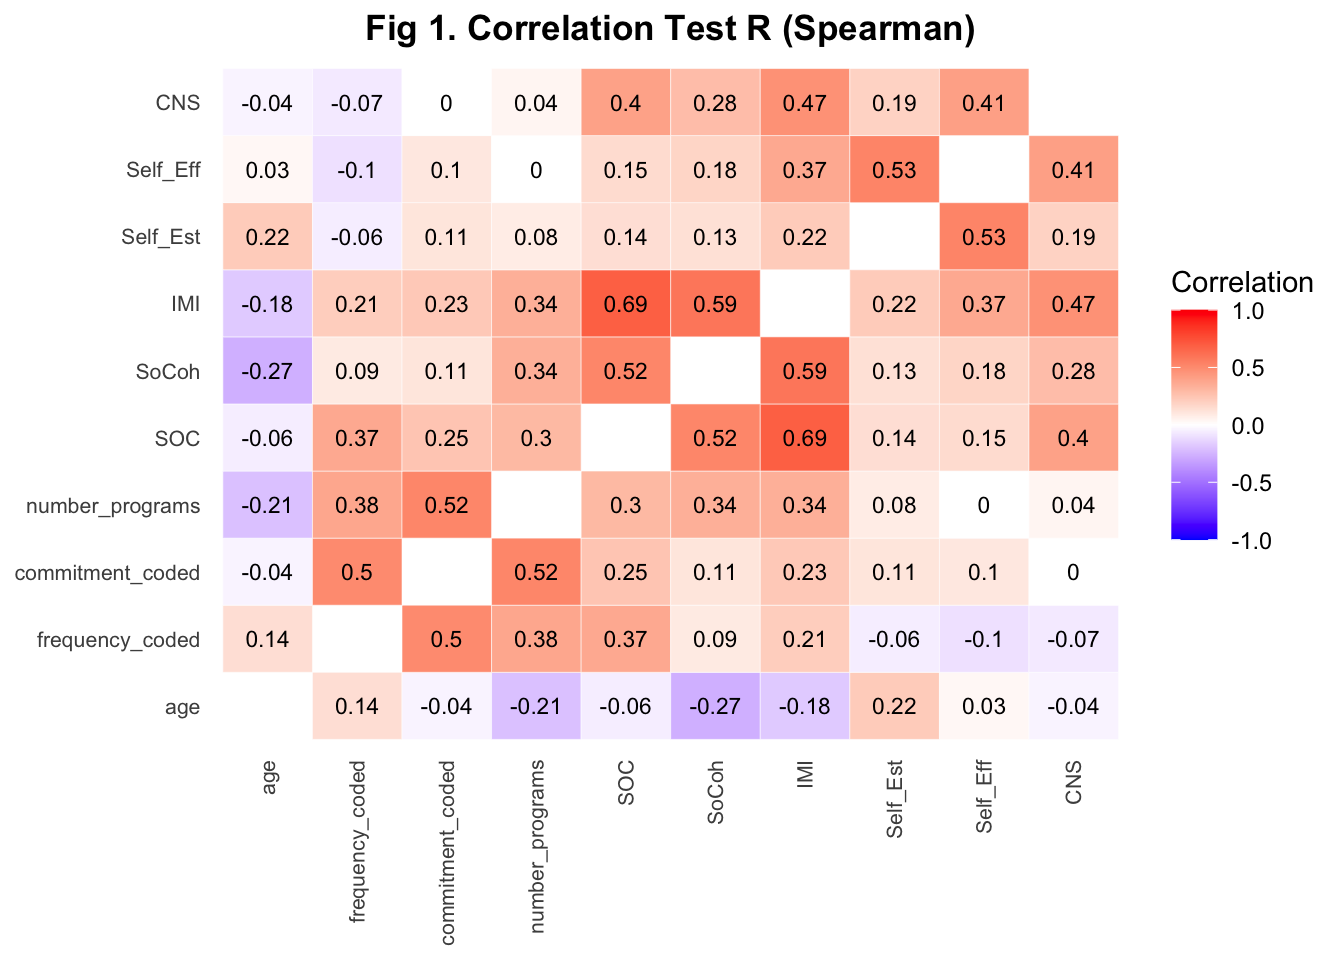 Fig 1. Correlation Test R (Spearman)
CNS -0.04 -0.07 0 0.04 0.4 0.28 0.47 0.19 0.41
Self_Eff 0.03 -0.1 0.1 0 0.15 0.18 0.37 0.53 0.41
Self_Est 0.22 -0.06 0.11 0.08 0.14 0.13 0.22 0.53 0.19
IMI -0.18 0.21 0.23 0.34 0.69 0.59 0.22 0.37 0.47
SoCoh -0.27 0.09 0.11 0.34 0.52 0.59 0.13 0.18 0.28
SOC -0.06 0.37 0.25 0.3 0.52 0.69 0.14 0.15 0.4
number_programs -0.21 0.38 0.52 0.3 0.34 0.34 0.08 0 0.04
commitment_coded -0.04 0.5 0.52 0.25 0.11 0.23 0.11 0.1 0
frequency_coded 0.14 0.5 0.38 0.37 0.09 0.21 -0.06 -0.1 -0.07
age 0.14 -0.04 -0.21 -0.06 -0.27 -0.18 0.22 0.03 -0.04
age
frequency_coded
commitment_coded
number_programs
SOC
SoCoh
IMI
Self_Est
Self_Eff
CNS
Correlation
1.0
0.5
0.0
-0.5
-1.0